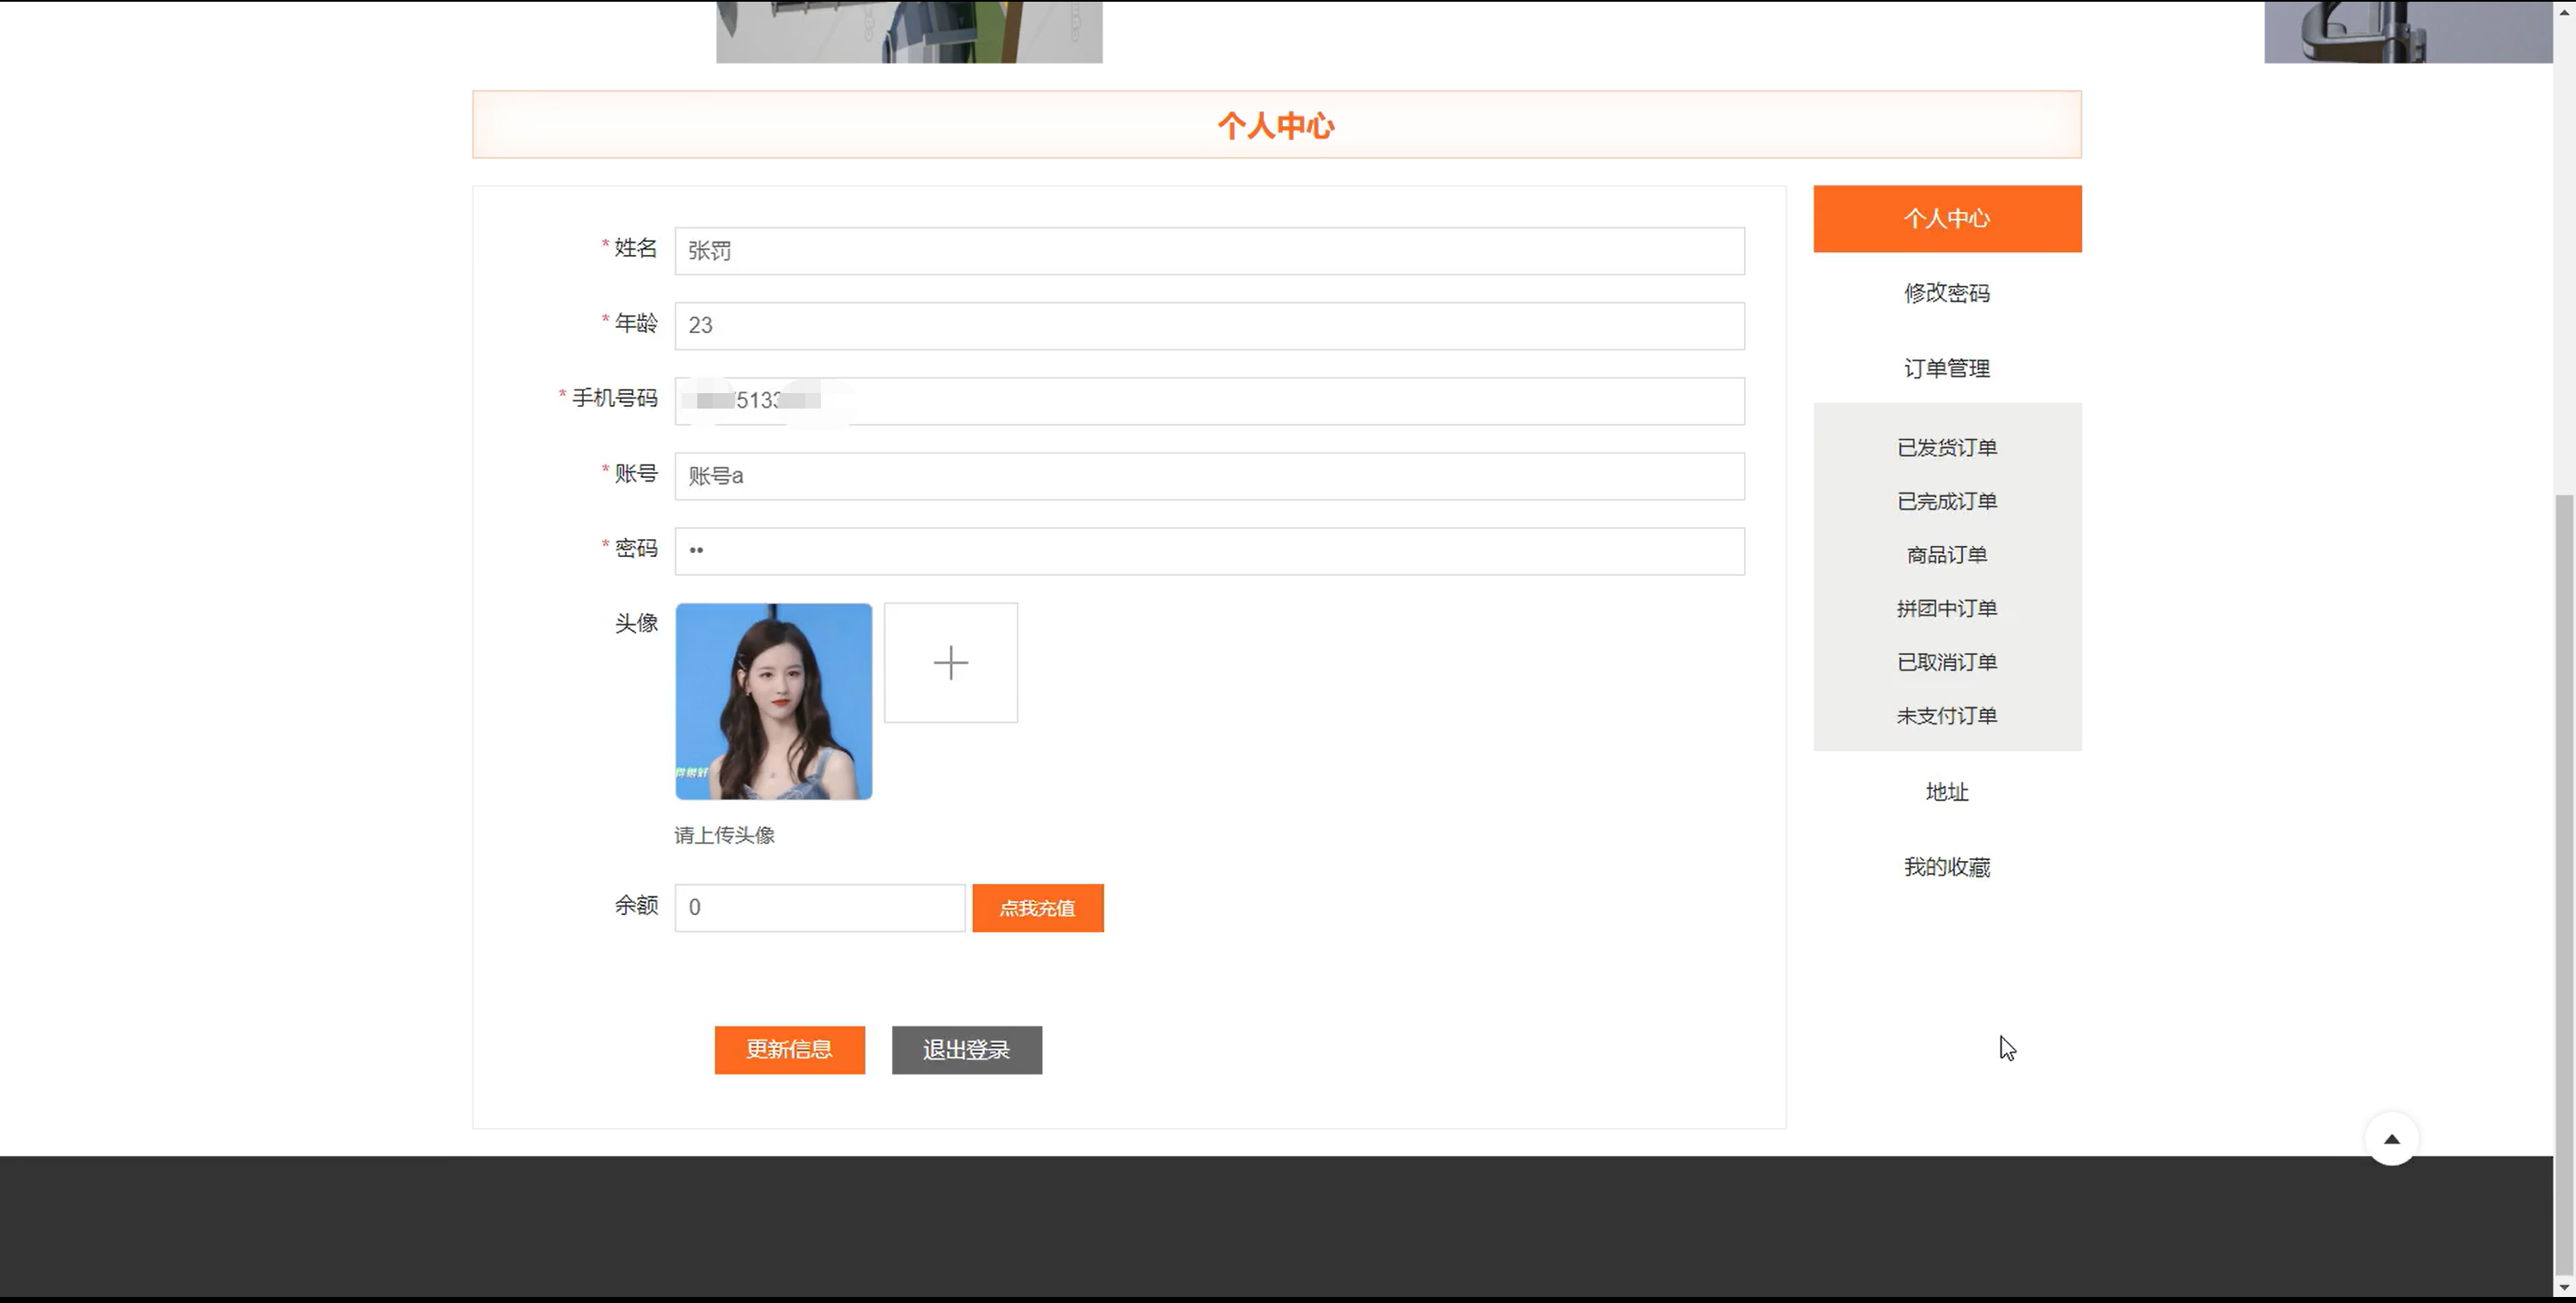 个人中心
* 姓名 张罚
* 年龄 23
* 手机号码 5133
* 账号 账号a
* 密码 ••
头像
请上传头像
余额 0 点我充值
更新信息 退出登录
个人中心
修改密码
订单管理
已发货订单
已完成订单
商品订单
拼团中订单
已取消订单
未支付订单
地址
我的收藏